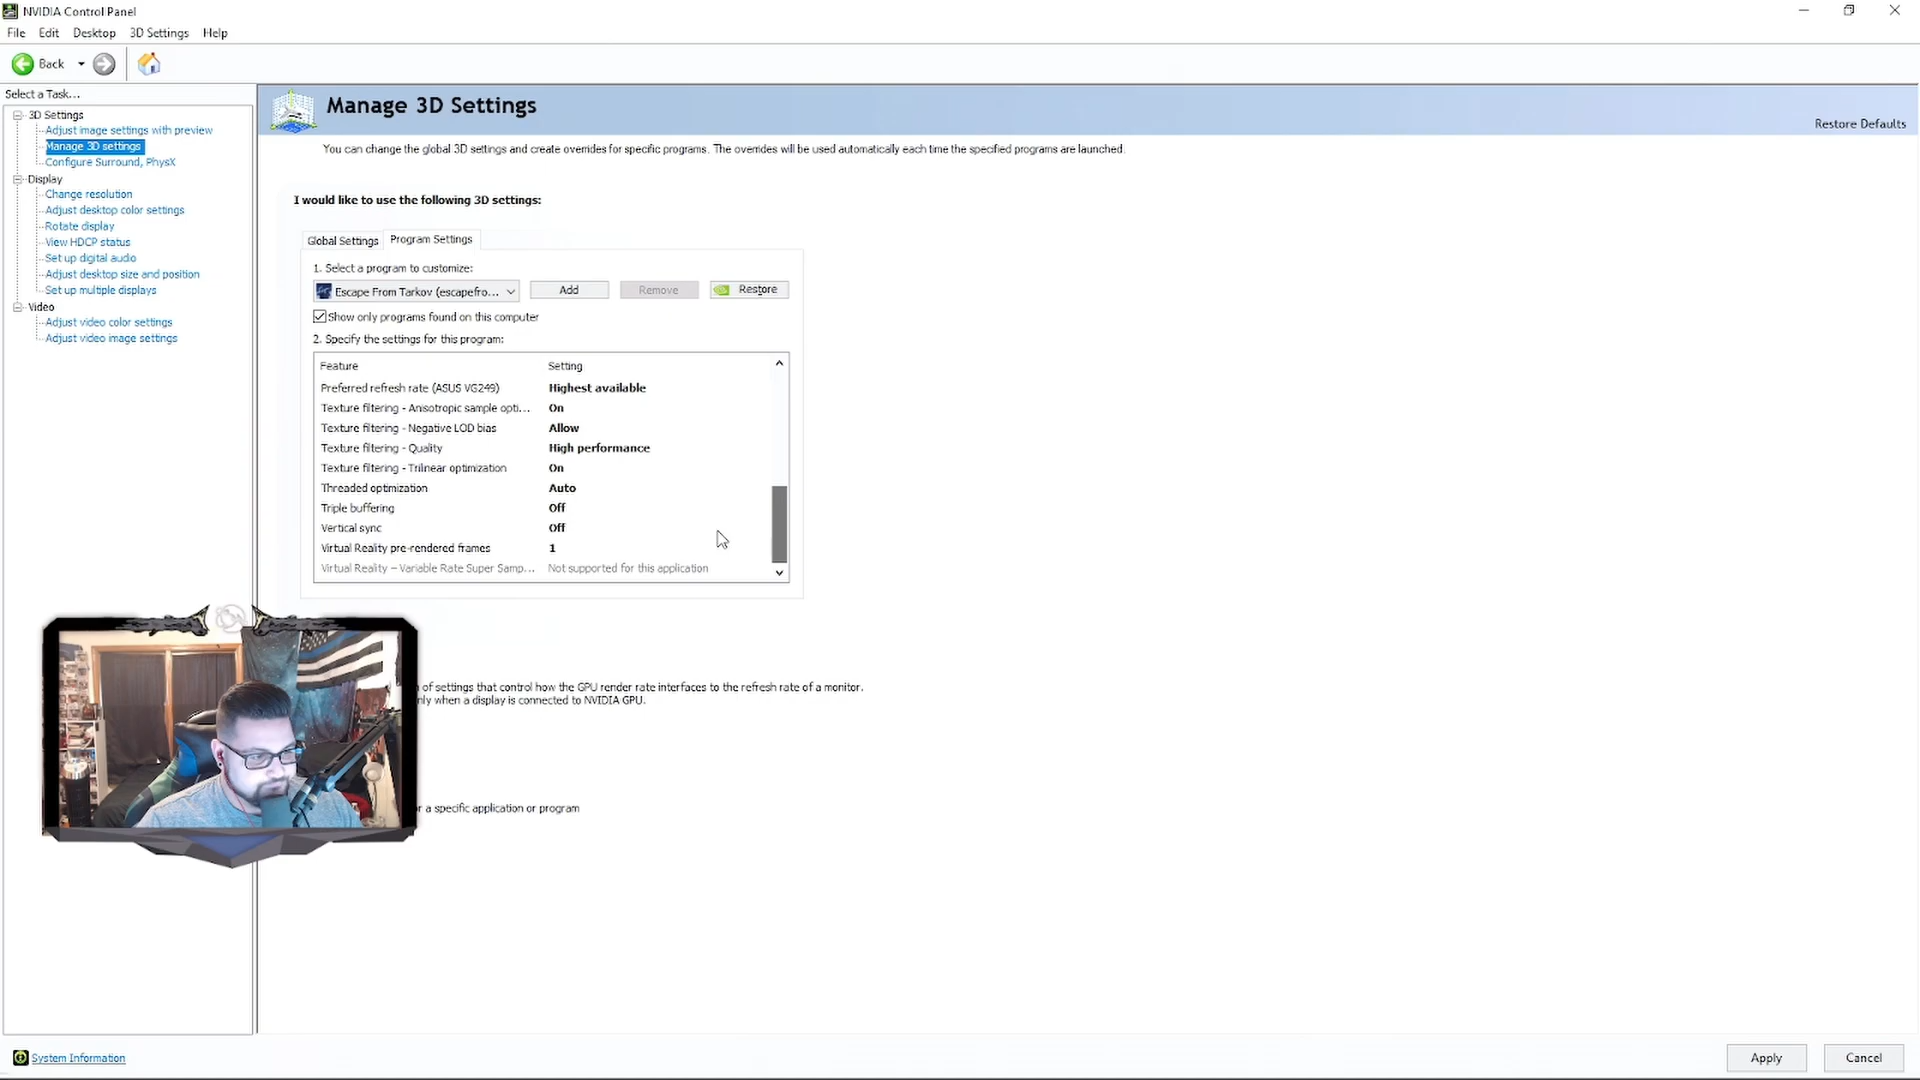 NVIDIA Control Panel
File Edit Desktop 3D Settings Help
Back
Select a Task...
3D Settings
Adjust image settings with preview
Manage 3D settings
Configure Surround, PhysX
Display
Change resolution
Adjust desktop color settings
Rotate display
View HDCP status
Set up digital audio
Adjust desktop size and position
Set up multiple displays
Video
Adjust video color settings
Adjust video image settings
Manage 3D Settings
Restore Defaults
You can change the global 3D settings and create overrides for specific programs. The overrides will be used automatically each time the specified programs are launched.
I would like to use the following 3D settings:
Global Settings Program Settings
1. Select a program to customize:
Escape From Tarkov (escapefro... Add Remove Restore
Show only programs found on this computer
2. Specify the settings for this program:
Feature Setting
Preferred refresh rate (ASUS VG249) Highest available
Texture filtering - Anisotropic sample opti... On
Texture filtering - Negative LOD bias Allow
Texture filtering - Quality High performance
Texture filtering - Trilinear optimization On
Threaded optimization Auto
Triple buffering Off
Vertical sync Off
Virtual Reality pre-rendered frames 1
Virtual Reality – Variable Rate Super Samp... Not supported for this application
of settings that control how the GPU render rate interfaces to the refresh rate of a monitor.
when a display is connected to NVIDIA GPU.
a specific application or program
System Information
Apply Cancel